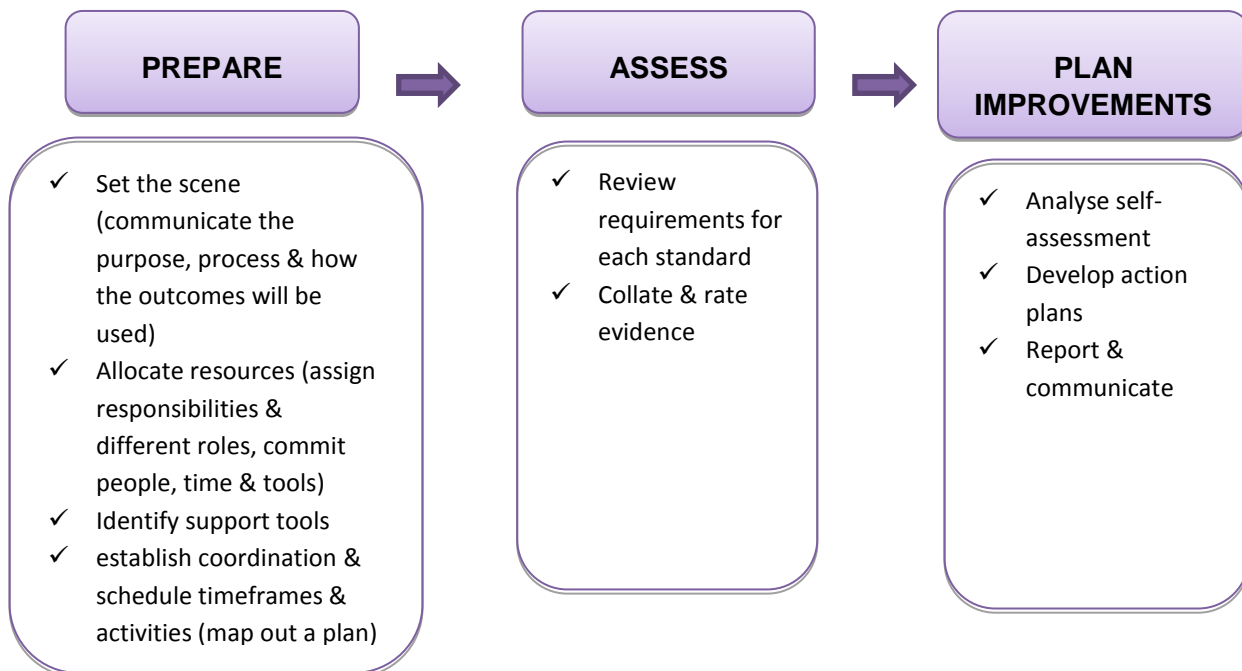 PREPARE
Set the scene
(communicate the
purpose, process & how
the outcomes will be
used)
Allocate resources (assign
responsibilities &
different roles, commit
people, time & tools)
Identify support tools
establish coordination &
schedule timeframes &
activities (map out a plan)
ASSESS
Review
requirements for
each standard
Collate & rate
evidence
PLAN
IMPROVEMENTS
Analyse self-
assessment
Develop action
plans
Report &
communicate